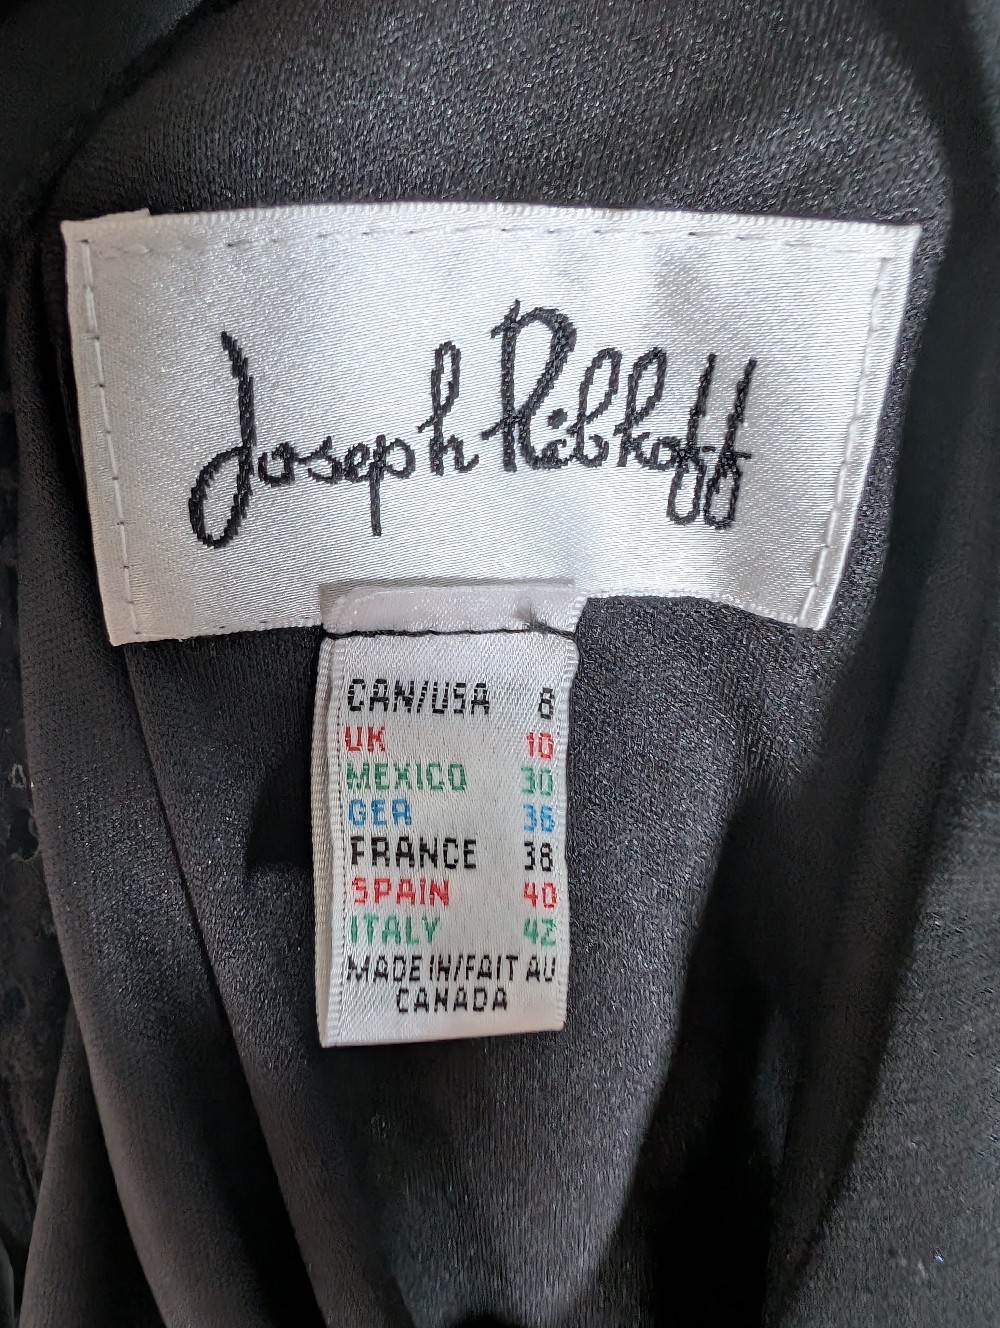 Joseph Ribkoff
CAN/USA 8
UK 10
MEXICO 30
GER 36
FRANCE 38
SPAIN 40
ITALY 42
MADE IN/FAIT AU
CANADA